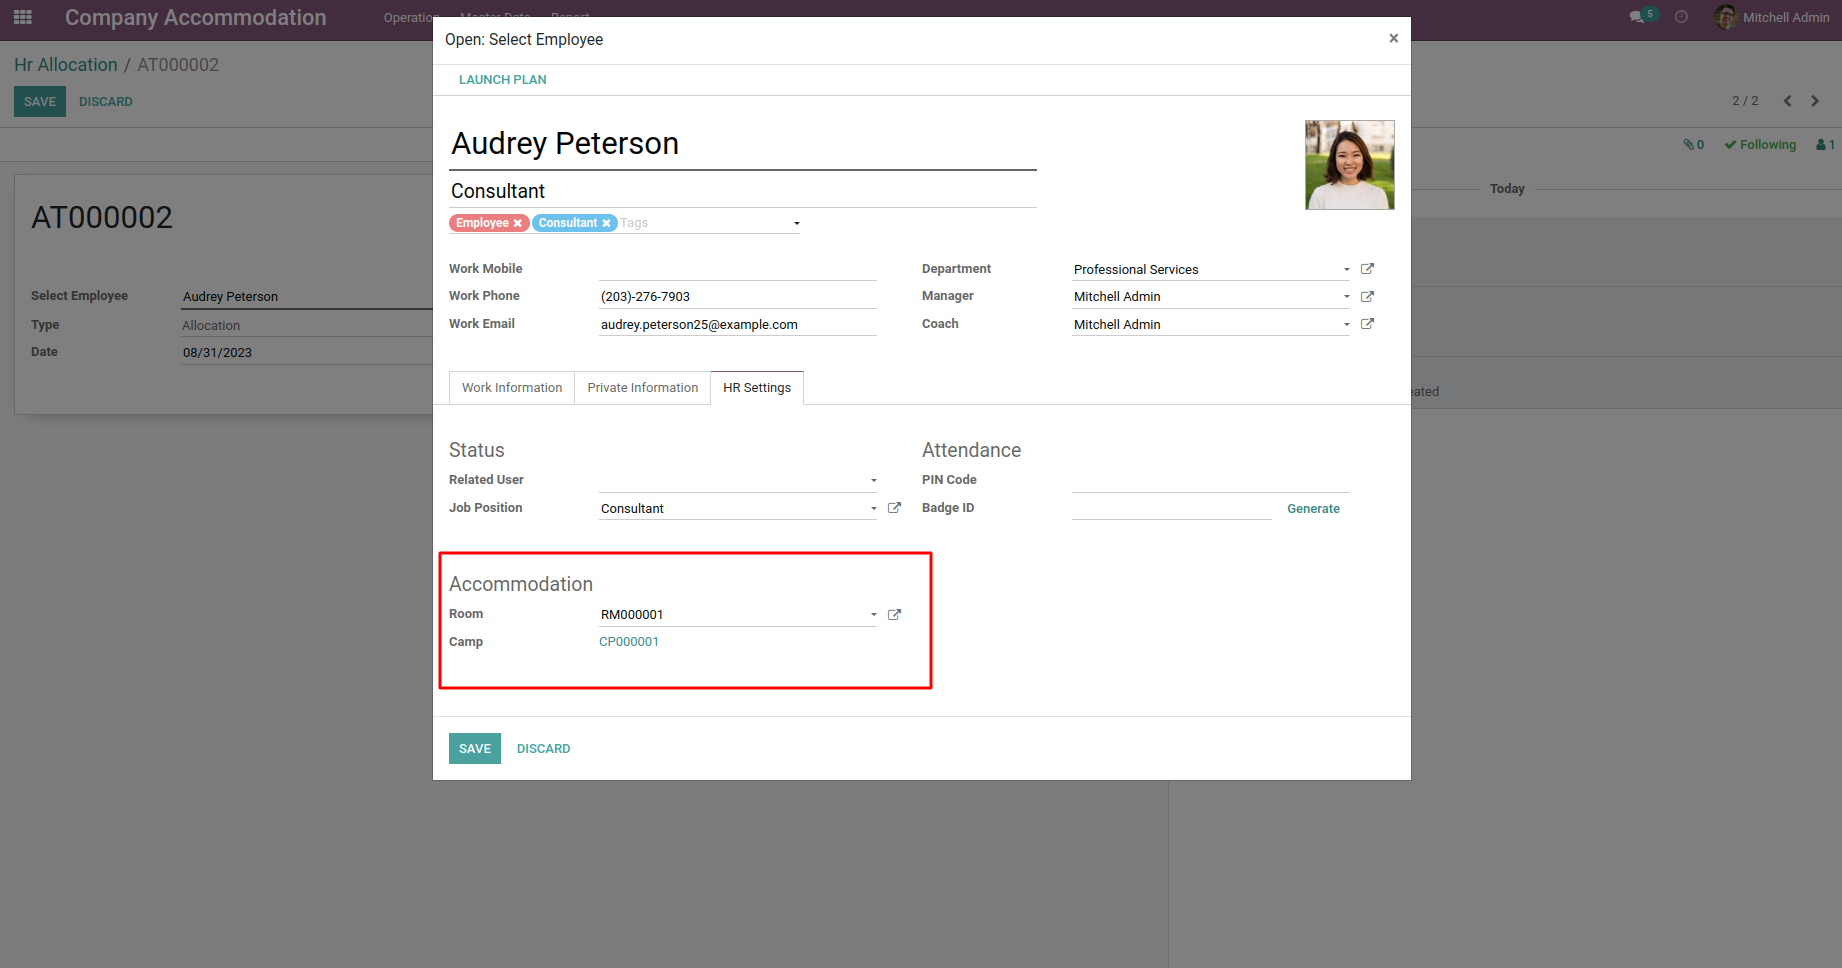 Company Accommodation
Operation Master Data Report
5
Mitchell Admin
Hr Allocation / AT000002
SAVE DISCARD
2 / 2
0 Following 1
Today
AT000002
Select Employee Audrey Peterson
Type Allocation
Date 08/31/2023
eated
Open: Select Employee ×
LAUNCH PLAN
Audrey Peterson
Consultant
Employee × Consultant × Tags
Work Mobile
Work Phone (203)-276-7903
Work Email audrey.peterson25@example.com
Department Professional Services
Manager Mitchell Admin
Coach Mitchell Admin
Work Information Private Information HR Settings
Status
Related User
Job Position Consultant
Attendance
PIN Code
Badge ID Generate
Accommodation
Room RM000001
Camp CP000001
SAVE DISCARD